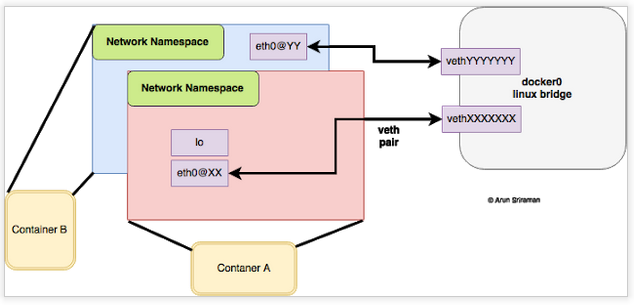 Network Namespace
eth0@YY
vethYYYYYYY
docker0
linux bridge
Network Namespace
vethXXXXXXX
veth
pair
lo
eth0@XX
© Arun Sriraman
Container B
Contaner A